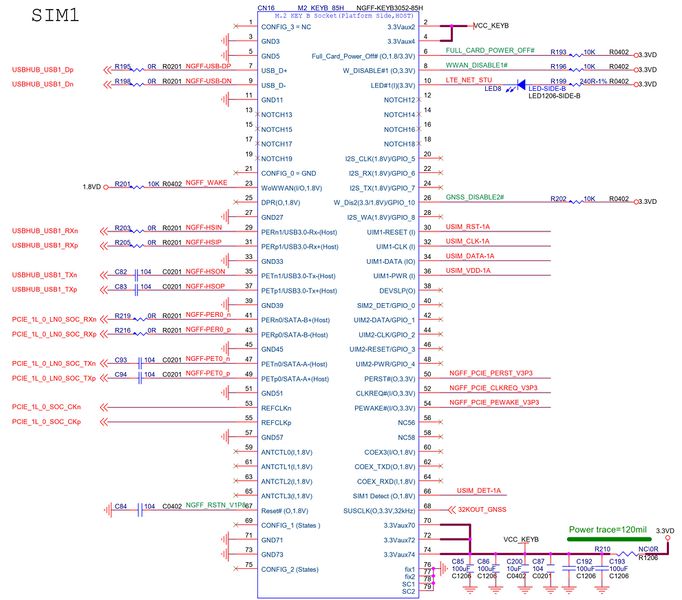 SIM1
CN16 M2_KEYB_85H NGFF-KEYB3052-85H
M.2 KEY B Socket(Platform Side,HOST)
1 CONFIG_3 = NC
3 GND3
5 GND5
USBHUB_USB1_Dp R195 0R R0201 NGFF-USB-DP 7 USB_D+
USBHUB_USB1_Dn R198 0R R0201 NGFF-USB-DN 9 USB_D-
11 GND11
13 NOTCH13
15 NOTCH15
17 NOTCH17
19 NOTCH19
21 CONFIG_0 = GND
1.8VD R201 10K R0402 NGFF_WAKE 23 WoWWAN(I/O,1.8V)
25 DPR(O,1.8V)
27 GND27
USBHUB_USB1_RXn R203 0R R0201 NGFF-HSIN 29 PERn1/USB3.0-Rx-(Host)
USBHUB_USB1_RXp R205 0R R0201 NGFF-HSIP 31 PERp1/USB3.0-Rx+(Host)
33 GND33
USBHUB_USB1_TXn C82 104 C0201 NGFF-HSON 35 PETn1/USB3.0-Tx-(Host)
USBHUB_USB1_TXp C83 104 C0201 NGFF-HSOP 37 PETp1/USB3.0-Tx+(Host)
39 GND39
PCIE_1L_0_LN0_SOC_RXn R219 0R R0201 NGFF-PER0_n 41 PERn0/SATA-B+(Host)
PCIE_1L_0_LN0_SOC_RXp R216 0R R0201 NGFF-PER0_p 43 PERp0/SATA-B-(Host)
45 GND45
PCIE_1L_0_LN0_SOC_TXn C93 104 C0201 NGFF-PET0_n 47 PETn0/SATA-A-(Host)
PCIE_1L_0_LN0_SOC_TXp C94 104 C0201 NGFF-PET0_p 49 PETp0/SATA-A+(Host)
51 GND51
PCIE_1L_0_SOC_CKn 53 REFCLKn
PCIE_1L_0_SOC_CKp 55 REFCLKp
57 GND57
59 ANTCTL0(I,1.8V)
61 ANTCTL1(I,1.8V)
63 ANTCTL2(I,1.8V)
65 ANTCTL3(I,1.8V)
C84 104 C0402 NGFF_RSTN_V1P8 67 Reset# (O,1.8V)
69 CONFIG_1 (States )
71 GND71
73 GND73
75 CONFIG_2 (States )
3.3Vaux2 2 VCC_KEYB
3.3Vaux4 4
Full_Card_Power_Off# (O,3.3V) 6 FULL_CARD_POWER_OFF# R193 10K R0402 3.3VD
W_DISABLE#1 (O,3.3V) 8 WWAN_DISABLE1# R196 10K R0402 3.3VD
LED#1(I)(3.3V) 10 LTE_NET_STU LED8 LED-SIDE-B LED1206-SIDE-B R199 240R-1% R0402 3.3VD
NOTCH12 12
NOTCH14 14
NOTCH16 16
NOTCH18 18
I2S_CLK(1.8V)/GPIO_5 20
I2S_RX(1.8V)/GPIO_6 22
I2S_TX(1.8V)/GPIO_7 24
W_Dis2(3.3/1.8V)/GPIO_10 26 GNSS_DISABLE2# R202 10K R0402 3.3VD
I2S_WA(1.8V)/GPIO_8 28
UIM1-RESET (I) 30 USIM_RST-1A
UIM1-CLK (I) 32 USIM_CLK-1A
UIM1-DATA (IO) 34 USIM_DATA-1A
UIM1-PWR (I) 36 USIM_VDD-1A
DEVSLP(O) 38
SIM2_DET/GPIO_0 40
UIM2-DATA/GPIO_1 42
UIM2-CLK/GPIO_2 44
UIM2-RESET/GPIO_3 46
UIM2-PWR/GPIO_4 48
PERST#(O,3.3V) 50 NGFF_PCIE_PERST_V3P3
CLKREQ#(I/O,3.3V) 52 NGFF_PCIE_CLKREQ_V3P3
PEWAKE#(I/O,3.3V) 54 NGFF_PCIE_PEWAKE_V3P3
NC56 56
NC58 58
COEX3(I/O,1.8V) 60
COEX_TXD(O,1.8V) 62
COEX_RXD(I,1.8V) 64
SIM1 Detect (O,1.8V) 66 USIM_DET-1A
SUSCLK(O,3.3V,32kHz) 68 32KOUT_GNSS
3.3Vaux70 70
3.3Vaux72 72
3.3Vaux74 74 VCC_KEYB
Power trace=120mil
3.3VD
R210 NC\0R R1206
C85 100uF C1206
C86 100uF C1206
C200 10uF C0402
C87 104 C0201
C192 100uF C1206
C193 100uF C1206
fix1 76
fix2 77
SC1 78
SC2 79